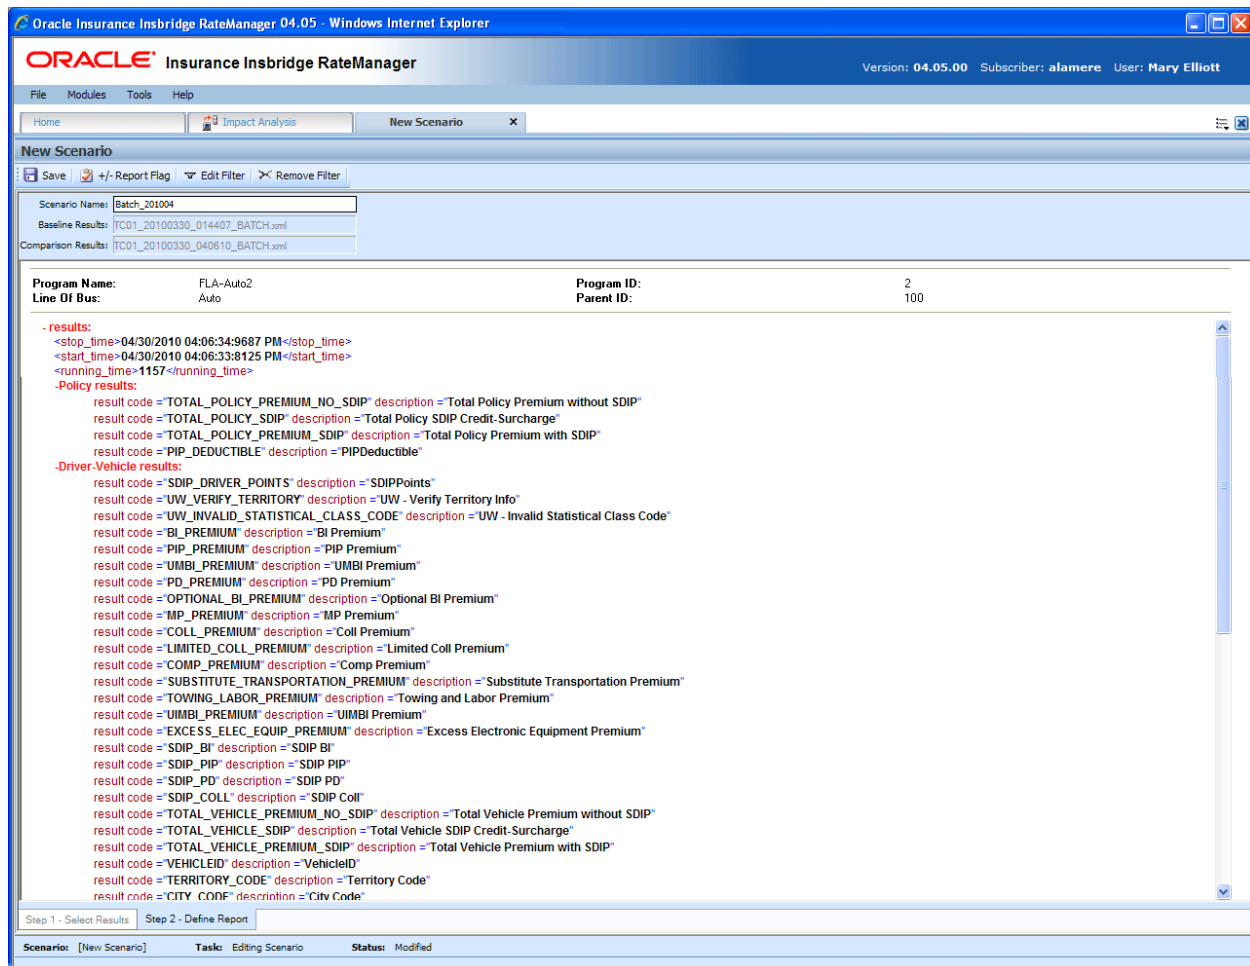 Oracle Insurance Insbridge RateManager 04.05 - Windows Internet Explorer
ORACLE Insurance Insbridge RateManager
Version: 04.05.00 Subscriber: alamere User: Mary Elliott
File Modules Tools Help
Home Impact Analysis New Scenario x
New Scenario
Save +/- Report Flag Edit Filter Remove Filter
Scenario Name: Batch_201004
Baseline Results: TC01_20100330_014407_BATCH.xml
Comparison Results: TC01_20100330_040610_BATCH.xml
Program Name: FLA-Auto2 Program ID: 2
Line Of Bus: Auto Parent ID: 100
- results:
<stop_time>04/30/2010 04:06:34:9687 PM</stop_time>
<start_time>04/30/2010 04:06:33:8125 PM</start_time>
<running_time>1157</running_time>
-Policy results:
result code ="TOTAL_POLICY_PREMIUM_NO_SDIP" description ="Total Policy Premium without SDIP"
result code ="TOTAL_POLICY_SDIP" description ="Total Policy SDIP Credit-Surcharge"
result code ="TOTAL_POLICY_PREMIUM_SDIP" description ="Total Policy Premium with SDIP"
result code ="PIP_DEDUCTIBLE" description ="PIPDeductible"
-Driver-Vehicle results:
result code ="SDIP_DRIVER_POINTS" description ="SDIPPoints"
result code ="UW_VERIFY_TERRITORY" description ="UW - Verify Territory Info"
result code ="UW_INVALID_STATISTICAL_CLASS_CODE" description ="UW - Invalid Statistical Class Code"
result code ="BI_PREMIUM" description ="BI Premium"
result code ="PIP_PREMIUM" description ="PIP Premium"
result code ="UMBI_PREMIUM" description ="UMBI Premium"
result code ="PD_PREMIUM" description ="PD Premium"
result code ="OPTIONAL_BI_PREMIUM" description ="Optional BI Premium"
result code ="MP_PREMIUM" description ="MP Premium"
result code ="COLL_PREMIUM" description ="Coll Premium"
result code ="LIMITED_COLL_PREMIUM" description ="Limited Coll Premium"
result code ="COMP_PREMIUM" description ="Comp Premium"
result code ="SUBSTITUTE_TRANSPORTATION_PREMIUM" description ="Substitute Transportation Premium"
result code ="TOWING_LABOR_PREMIUM" description ="Towing and Labor Premium"
result code ="UIMBI_PREMIUM" description ="UIMBI Premium"
result code ="EXCESS_ELEC_EQUIP_PREMIUM" description ="Excess Electronic Equipment Premium"
result code ="SDIP_BI" description ="SDIP BI"
result code ="SDIP_PIP" description ="SDIP PIP"
result code ="SDIP_PD" description ="SDIP PD"
result code ="SDIP_COLL" description ="SDIP Coll"
result code ="TOTAL_VEHICLE_PREMIUM_NO_SDIP" description ="Total Vehicle Premium without SDIP"
result code ="TOTAL_VEHICLE_SDIP" description ="Total Vehicle SDIP Credit-Surcharge"
result code ="TOTAL_VEHICLE_PREMIUM_SDIP" description ="Total Vehicle Premium with SDIP"
result code ="VEHICLEID" description ="VehicleID"
result code ="TERRITORY_CODE" description ="Territory Code"
result code ="CITY_CODE" description ="City Code"
Step 1 - Select Results Step 2 - Define Report
Scenario: [New Scenario] Task: Editing Scenario Status: Modified